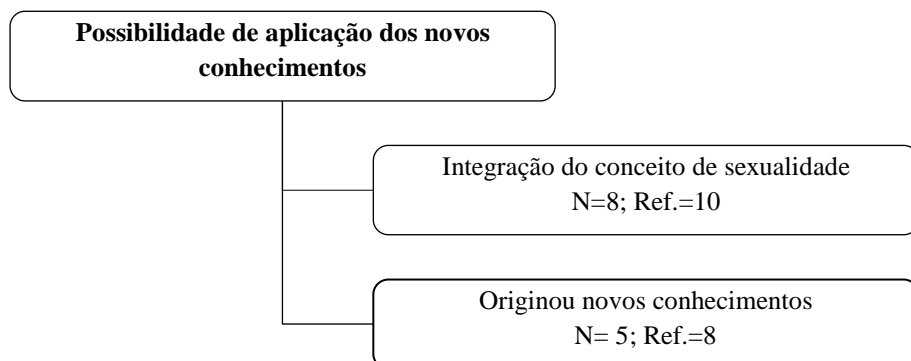 Possibilidade de aplicação dos novos
conhecimentos
Integração do conceito de sexualidade
N=8; Ref.=10
Originou novos conhecimentos
N= 5; Ref.=8